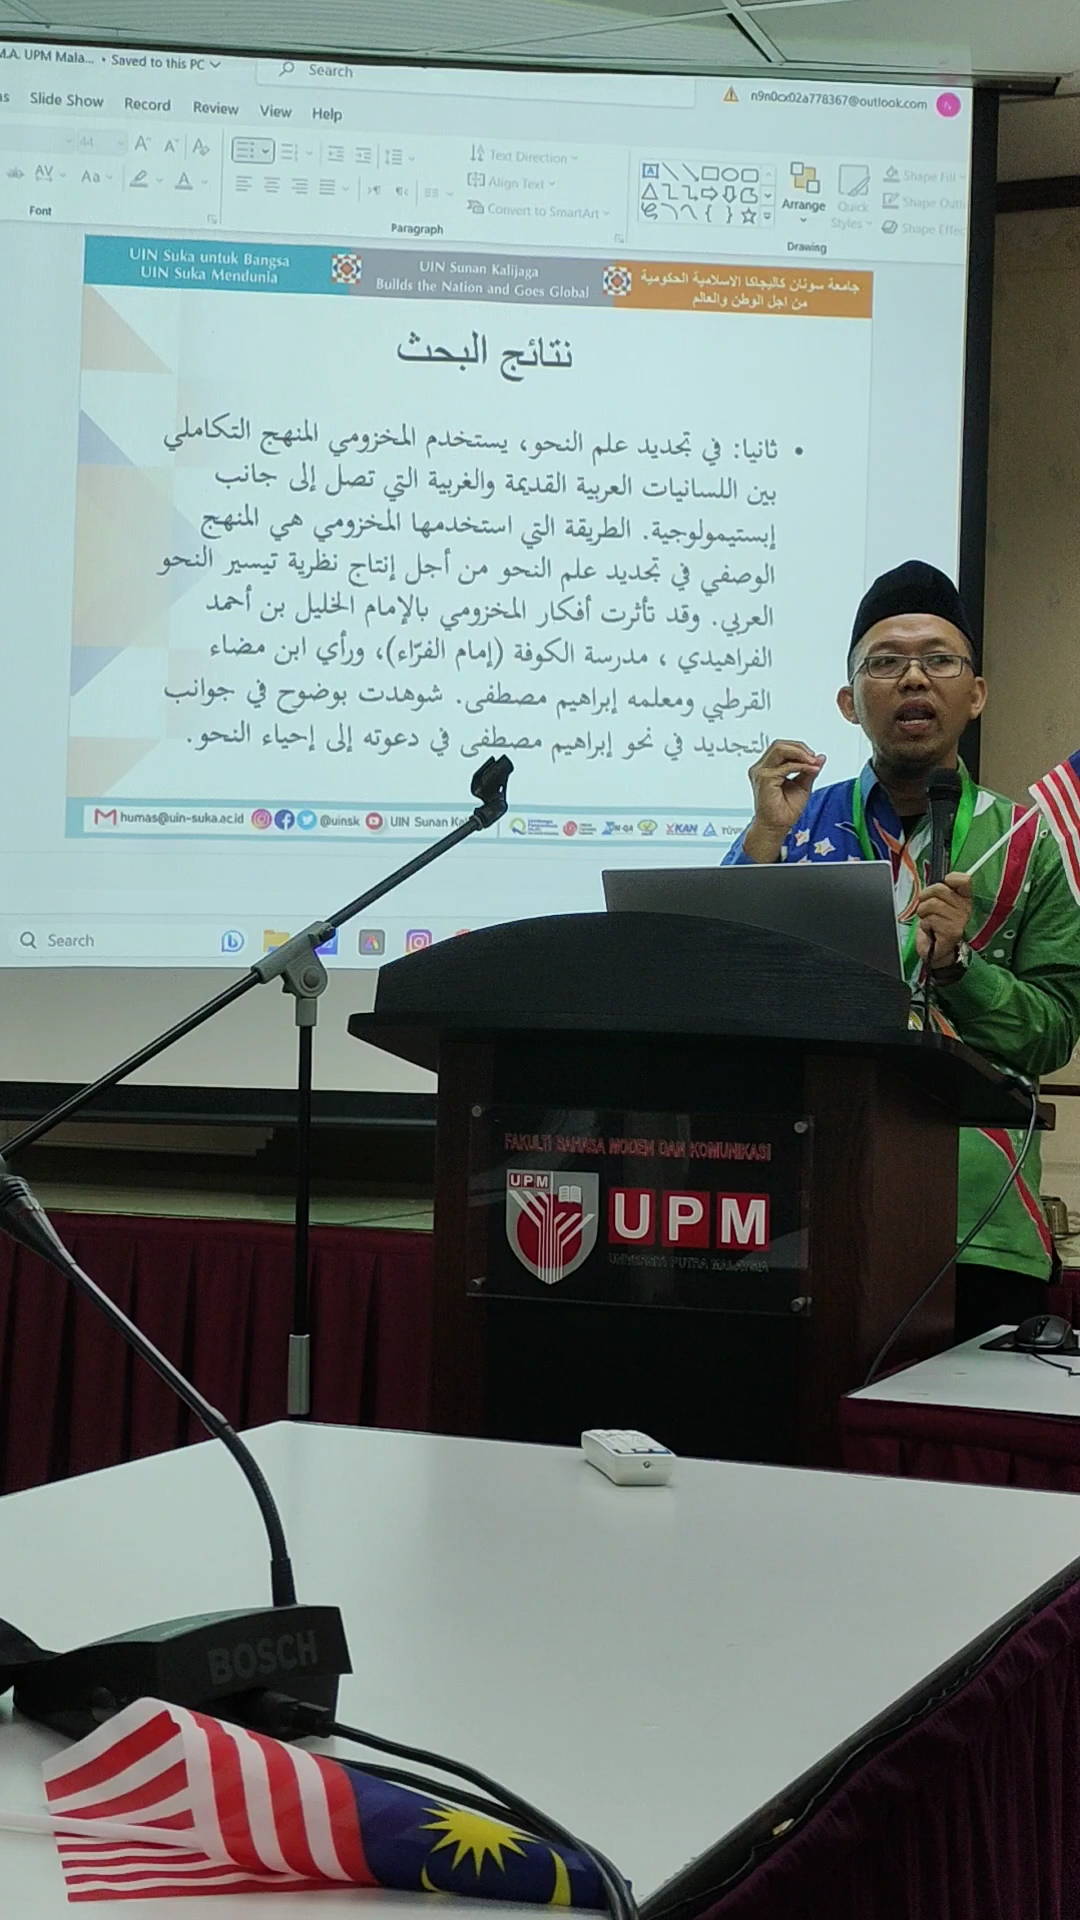 M.A. UPM Mala... • Saved to this PC
Search
n9n0cx02a778367@outlook.com
Slide Show Record Review View Help
44
Text Direction
Align Text
Convert to SmartArt
Arrange
Quick
Styles
Shape Fill
Shape
Shape
Font
Paragraph
Drawing
UIN Suka untuk Bangsa
UIN Suka Mendunia
UIN Sunan Kalijaga
Builds the Nation and Goes Global
جامعة سونان كاليجاكا الاسلامية الحكومية
من اجل الوطن والعالم
نتائج البحث
• ثانيا: في تجديد علم النحو، يستخدم المخزومي المنهج التكاملي
بين اللسانيات العربية القديمة والغربية التي تصل إلى جانب
إبستيمولوجية. الطريقة التي استخدمها المخزومي هي المنهج
الوصفي في تجديد علم النحو من أجل إنتاج نظرية تيسير النحو
العربي. وقد تأثرت أفكار المخزومي بالإمام الخليل بن أحمد
الفراهيدي ، مدرسة الكوفة (إمام الفرّاء)، ورأي ابن مضاء
القرطبي ومعلمه إبراهيم مصطفى. شوهدت بوضوح في جوانب
التجديد في نحو إبراهيم مصطفى في دعوته إلى إحياء النحو.
humas@uin-suka.ac.id @uinsk UIN Sunan
KAN
Search
FAKULTI BAHASA MODEN DAN KOMUNIKASI
UPM
UPM
UNIVERSITI PUTRA MALAYSIA
BOSCH